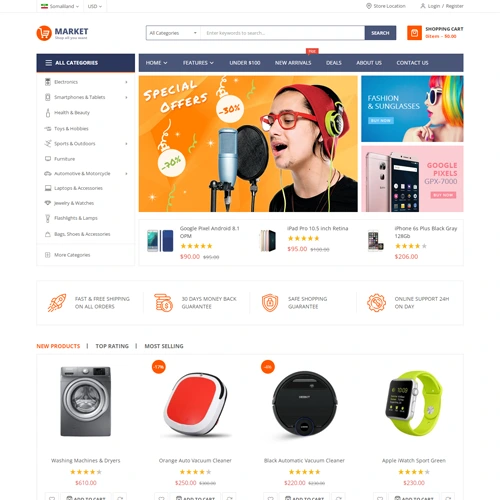 Somaliland
USD
Store Location
Login / Register
MARKET
Shop all you want
All Categories
Enter keywords to search...
SEARCH
SHOPPING CART
0item - $0.00
ALL CATEGORIES
HOME
FEATURES
UNDER $100
NEW ARRIVALS
DEALS
ABOUT US
CONTACT US
Electronics
Smartphones & Tablets
Health & Beauty
Toys & Hobbies
Sports & Outdoors
Furniture
Automotive & Motorcycle
Laptops & Accessories
Jewelry & Watches
Flashlights & Lamps
Bags, Shoes & Accessories
More Categories
SPECIAL
OFFERS
-30%
-70%
FASHION
& SUNGLASSES
BUY NOW
GOOGLE
PIXELS
GPX-7000
BUY NOW
Google Pixel Android 8.1
OPM
$90.00
iPad Pro 10.5 Inch Retina
$95.00 $100.00
iPhone 6s Plus Black Gray
128Gb
$206.00
FAST & FREE SHIPPING
ON ALL ORDERS
30 DAYS MONEY BACK
GUARANTEE
SAFE SHOPPING
GUARANTEE
ONLINE SUPPORT 24H
ON DAY
NEW PRODUCTS
TOP RATING
MOST SELLING
Washing Machines & Dryers
$610.00
ADD TO CART
-17%
Orange Auto Vacuum Cleaner
$250.00 $300.00
ADD TO CART
-4%
Black Automatic Vacuum Cleaner
$220.00 $230.00
ADD TO CART
Apple iWatch Sport Green
$230.00
ADD TO CART